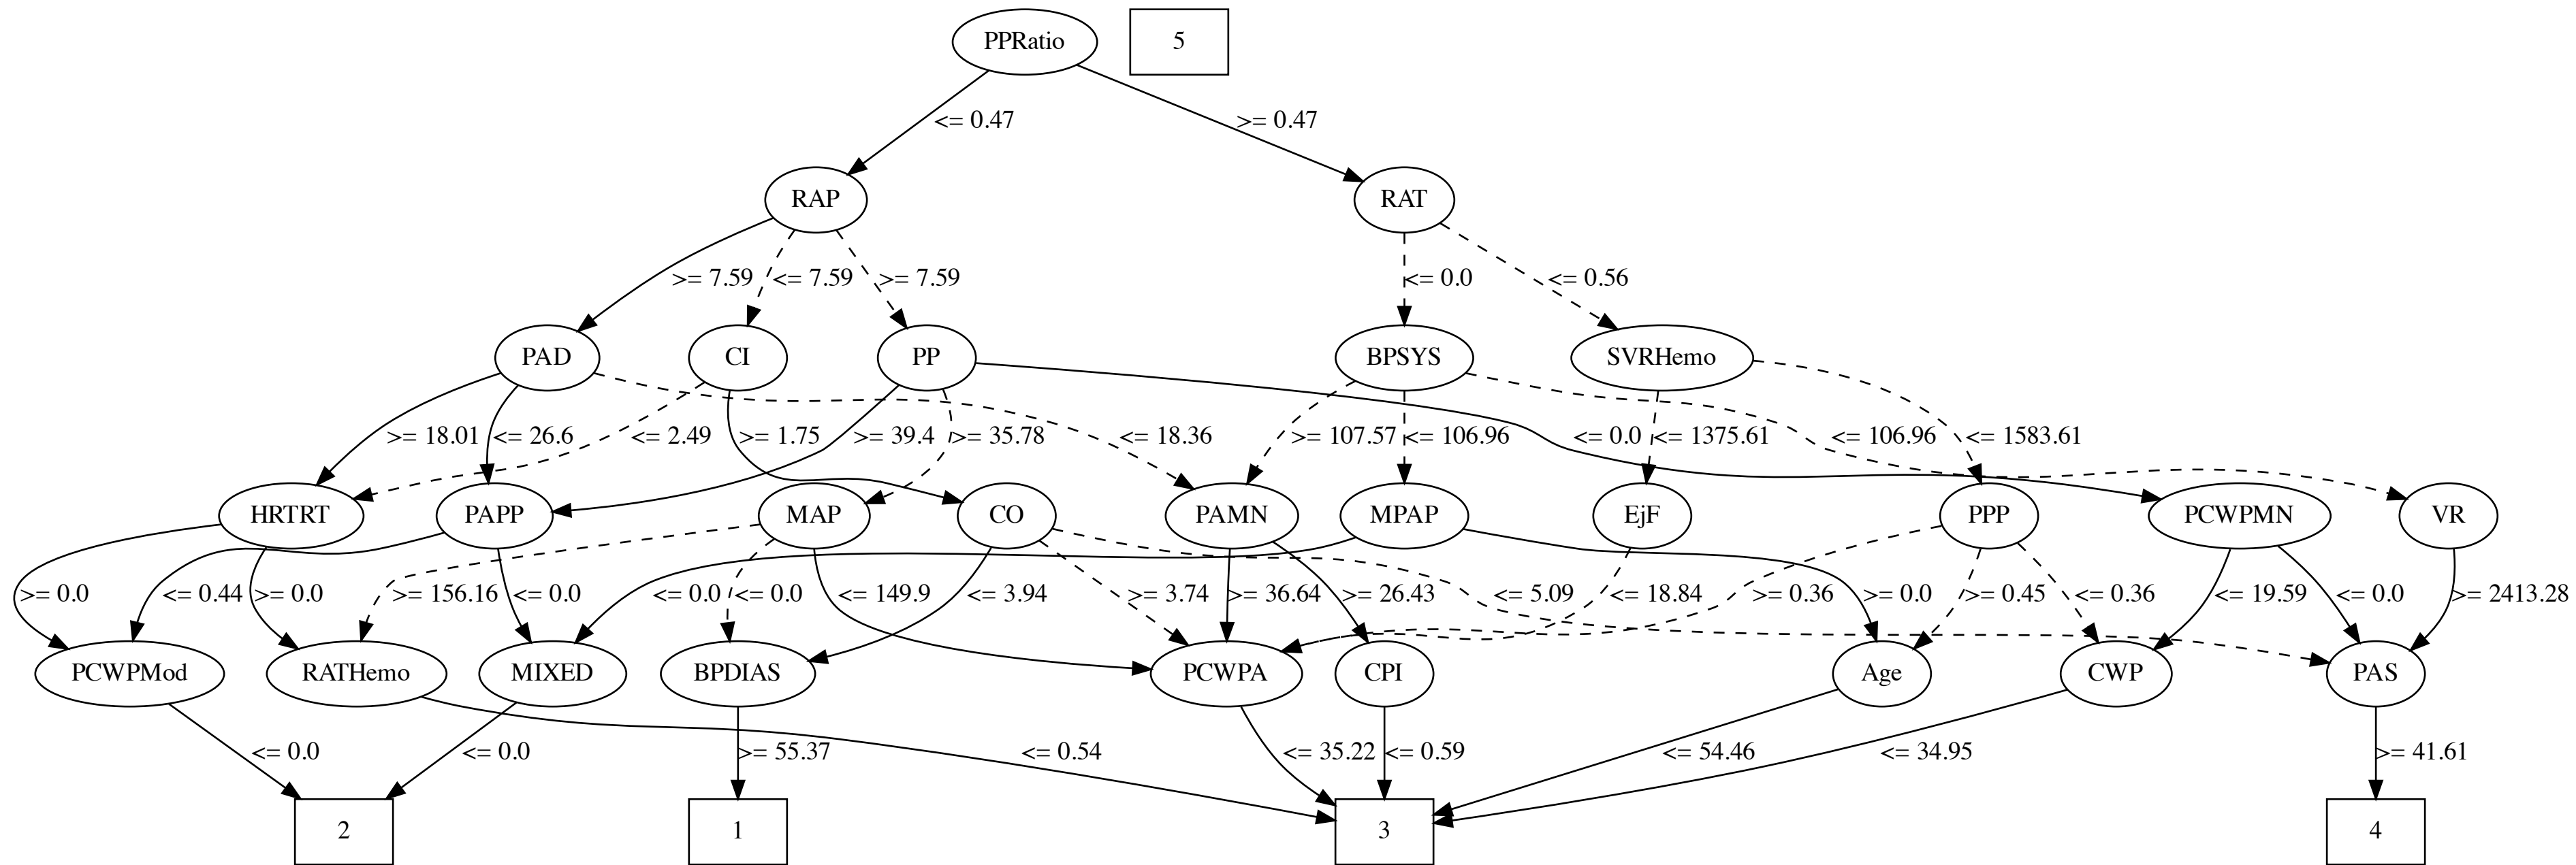 PPRatio
5
<= 0.47
>= 0.47
RAP
RAT
>= 7.59
<= 7.59
>= 7.59
<= 0.0
<= 0.56
PAD
CI
PP
BPSYS
SVRHemo
>= 18.01
<= 26.6
<= 2.49
>= 1.75
>= 39.4
>= 35.78
<= 18.36
>= 107.57
<= 106.96
<= 0.0
<= 1375.61
<= 106.96
<= 1583.61
HRTRT
PAPP
MAP
CO
PAMN
MPAP
EjF
PPP
PCWPMN
VR
>= 0.0
<= 0.44
>= 0.0
>= 156.16
<= 0.0
<= 0.0
<= 0.0
<= 149.9
<= 3.94
>= 3.74
>= 36.64
>= 26.43
<= 5.09
<= 18.84
>= 0.36
>= 0.0
>= 0.45
<= 0.36
<= 19.59
<= 0.0
>= 2413.28
PCWPMod
RATHemo
MIXED
BPDIAS
PCWPA
CPI
Age
CWP
PAS
<= 0.0
<= 0.0
>= 55.37
<= 0.54
<= 35.22
<= 0.59
<= 54.46
<= 34.95
>= 41.61
2
1
3
4